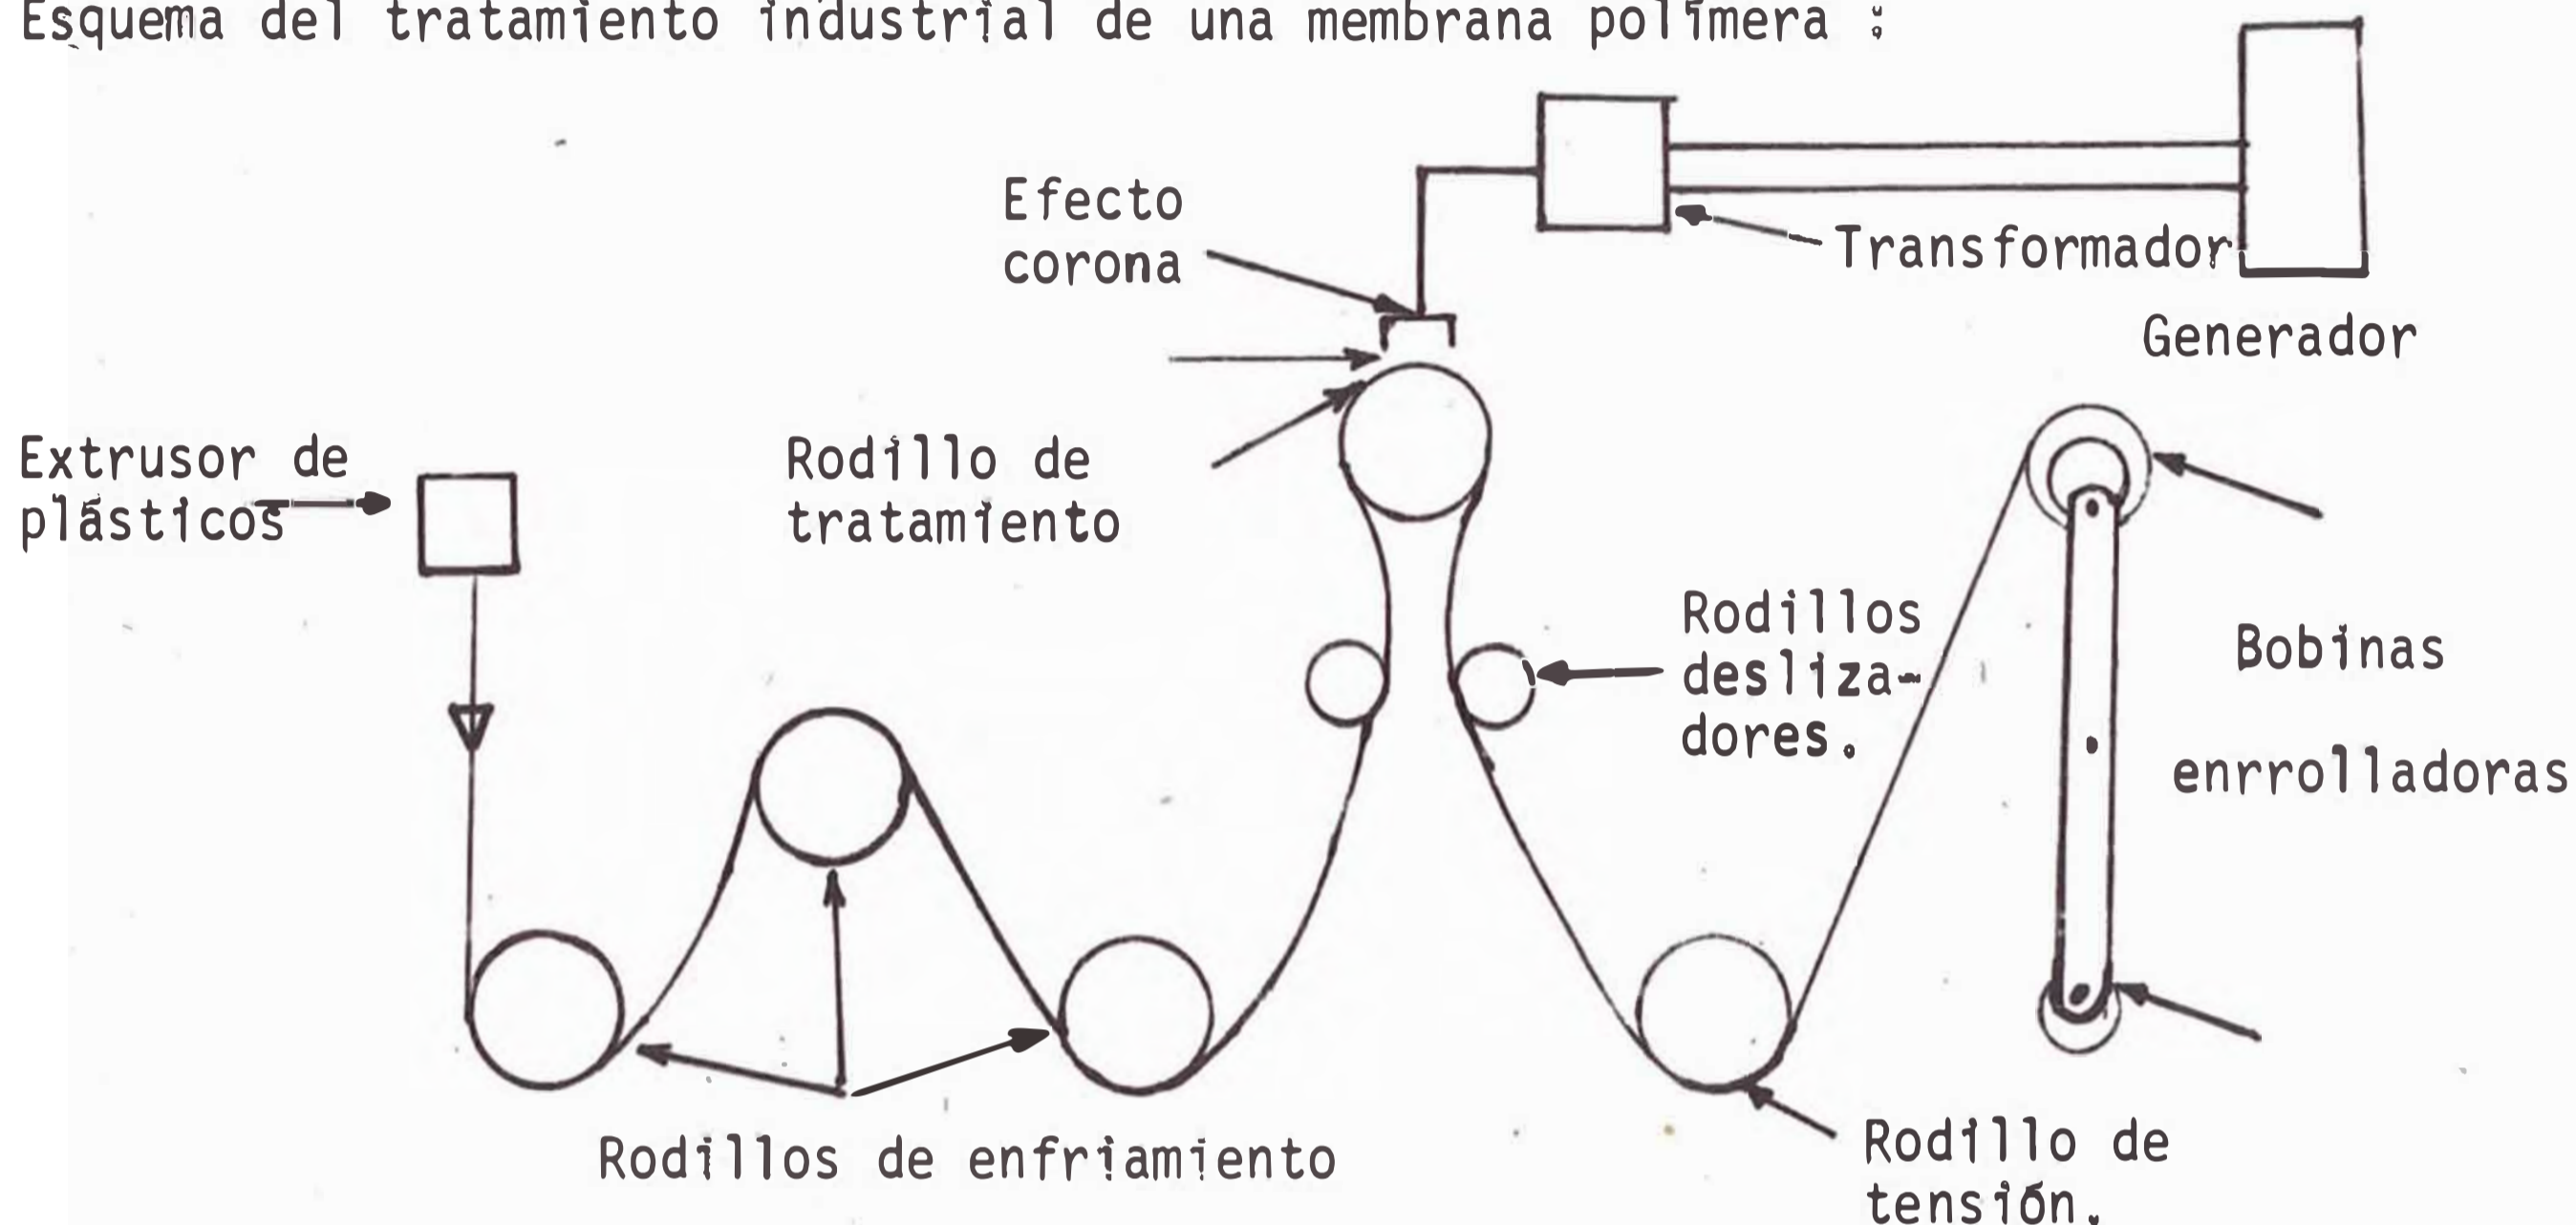 Esquema del tratamiento industrial de una membrana polímera :
Efecto
corona
Transformador
Generador
Extrusor de
plásticos
Rodillo de
tratamiento
Rodillos
desliza-
dores.
Bobinas
enrrolladoras
Rodillos de enfriamiento
Rodillo de
tensión.